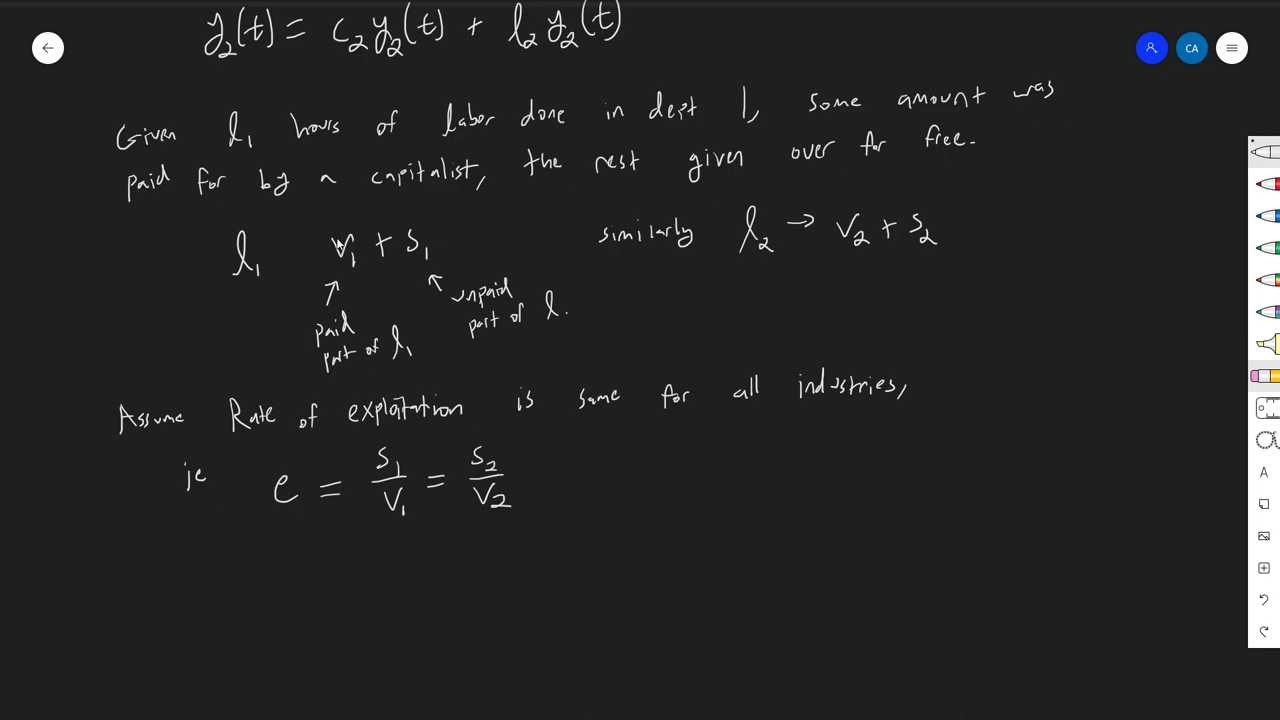 y₂(t) = c₂y₂(t) + l₂y₂(t)
CA
Given l₁ hours of labor done in dept 1, some amount was
paid for by a capitalist, the rest given over for free.
l₁ v₁ + s₁ similarly l₂ → v₂ + s₂
↗ ↖
paid part of l₁
unpaid part of l.
Assume Rate of exploitation is same for all industries,
ie e = s₁/v₁ = s₂/v₂
A